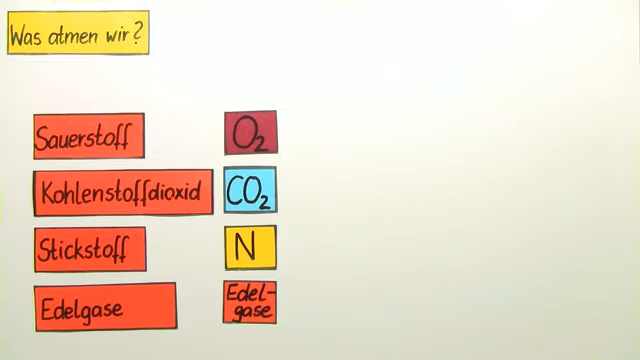 Was atmen wir?
Sauerstoff
O₂
Kohlenstoffdioxid
CO₂
Stickstoff
N
Edelgase
Edel-
gase